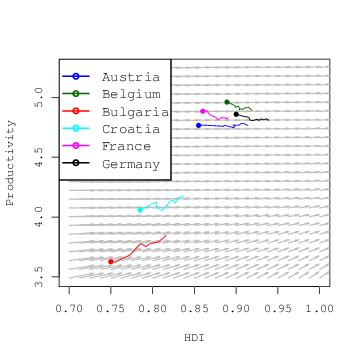 Austria
Belgium
Bulgaria
Croatia
France
Germany
Productivity
5.0
4.5
4.0
3.5
0.70 0.75 0.80 0.85 0.90 0.95 1.00
HDI